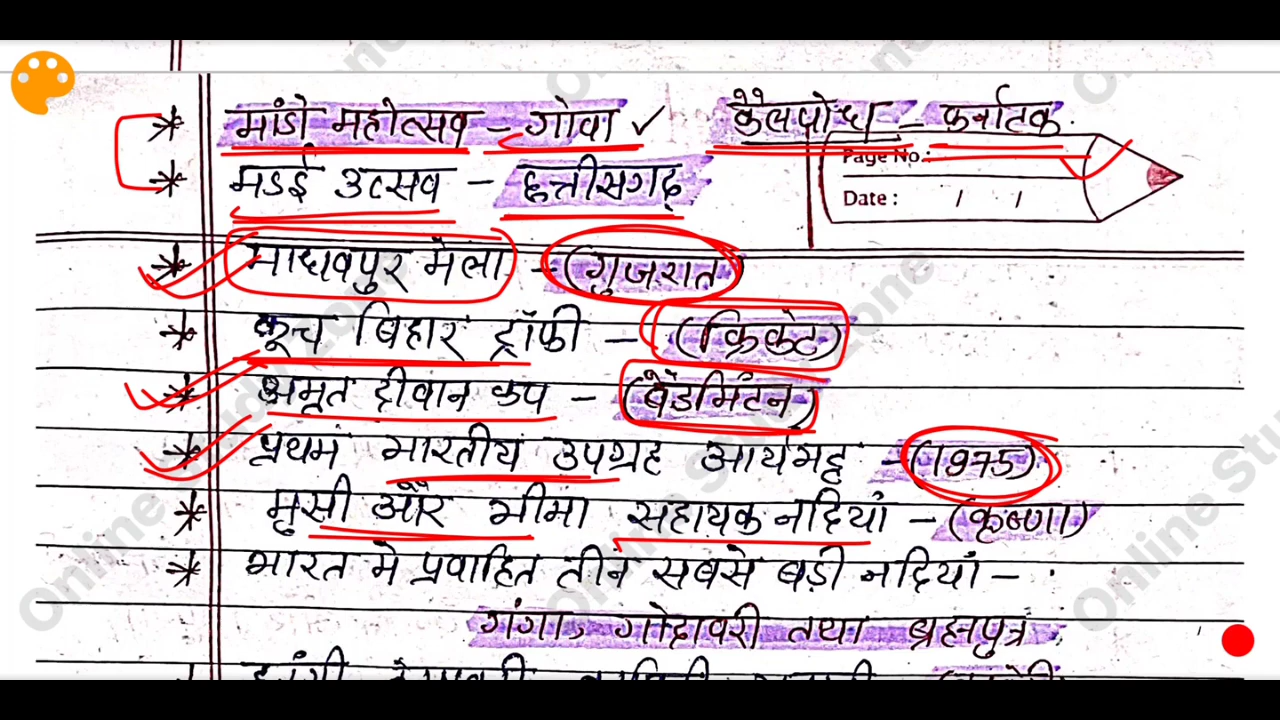 * मांडो महोत्सव - गोवा ✓ कैलपोध - कर्नाटक.
Page No.:
* मडई उत्सव - छत्तीसगढ़
Date : / /
* माधवपुर मेला - (गुजरात)
* कूच बिहार ट्रॉफी - (क्रिकेट)
* अमृत दीवान कप - (बैडमिंटन)
* प्रथम भारतीय उपग्रह आर्यभट्ट - (1975)
* मूसी और भीमा सहायक नदियां - (कृष्णा)
* भारत मे प्रवाहित तीन सबसे बड़ी नदियां -
गंगा, गोदावरी तथा ब्रह्मपुत्र